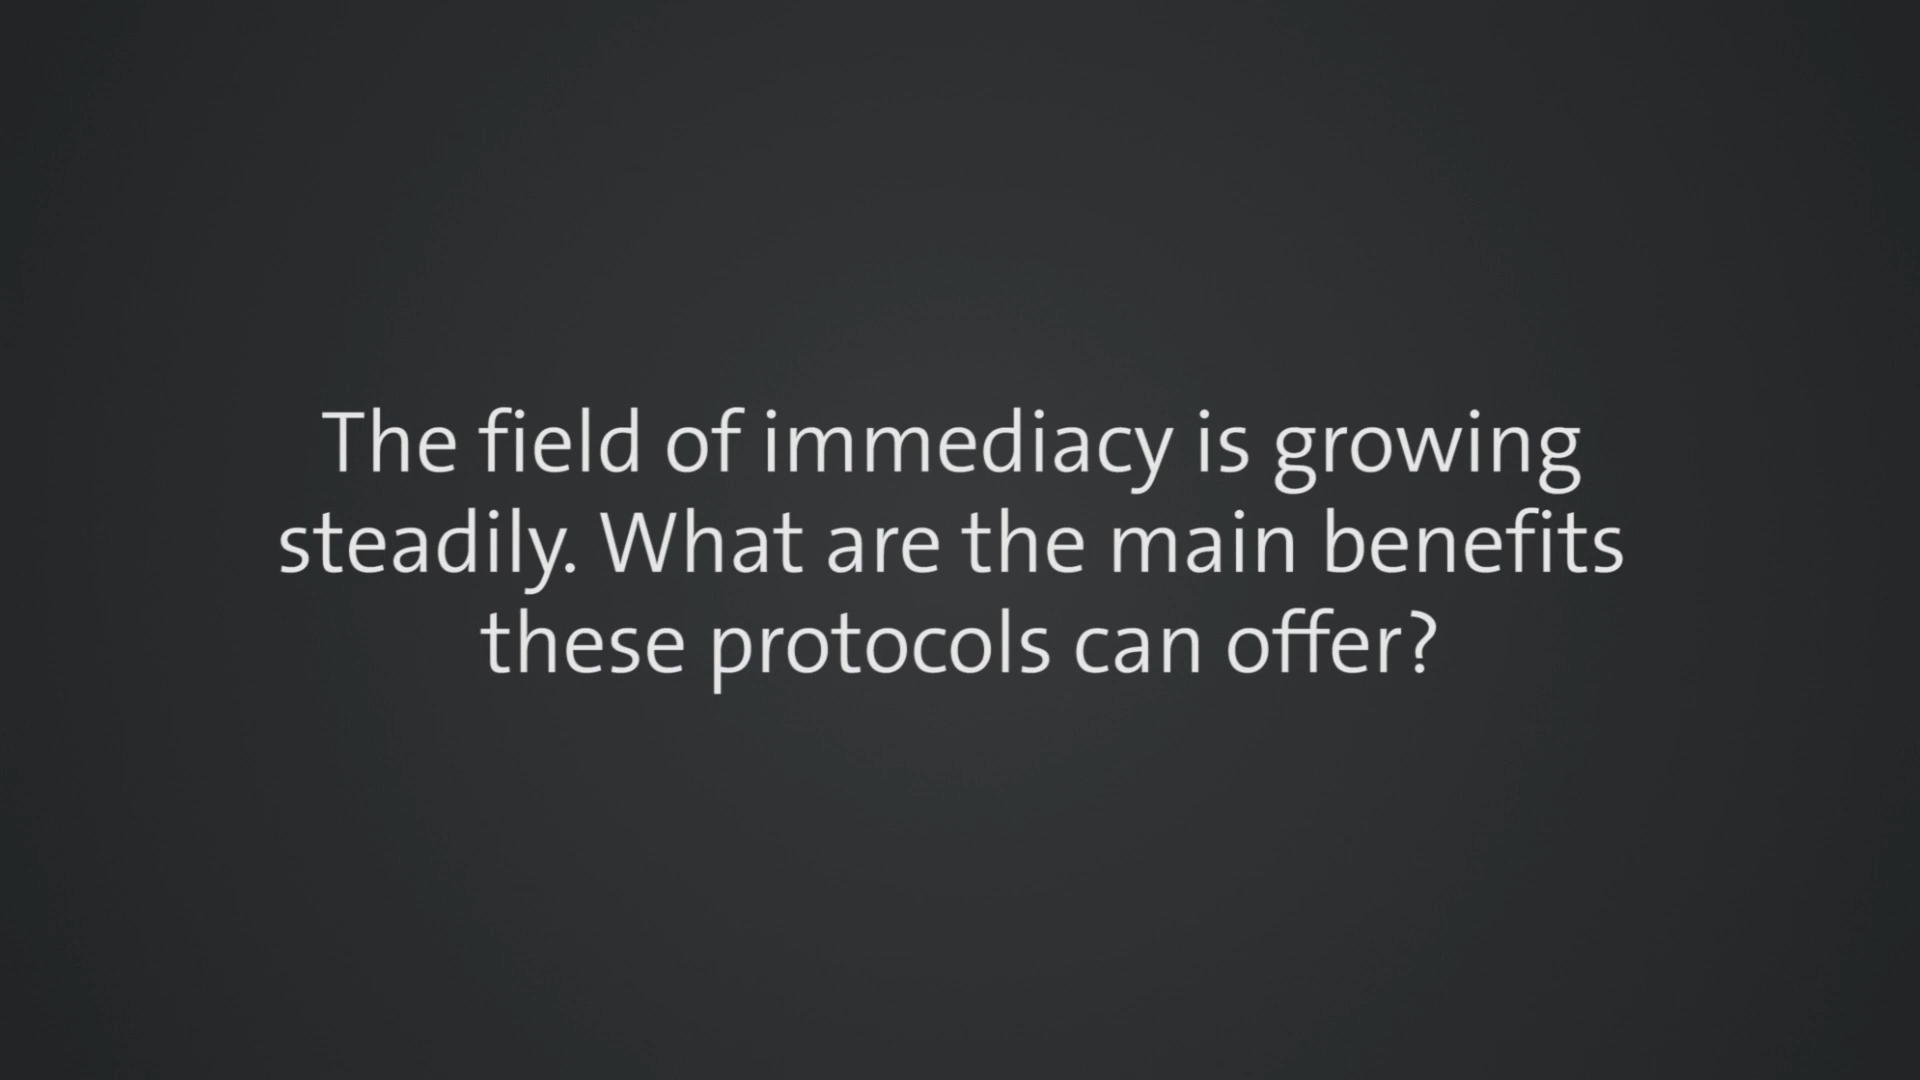 The field of immediacy is growing
steadily. What are the main benefits
these protocols can offer?